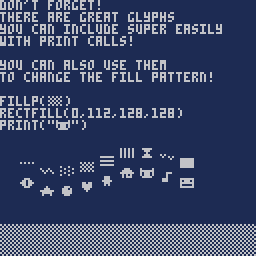 DON'T FORGET!
THERE ARE GREAT GLYPHS
YOU CAN INCLUDE SUPER EASILY
WITH PRINT CALLS!
YOU CAN ALSO USE THEM
TO CHANGE THE FILL PATTERN!
FILLP(▒)
RECTFILL(0,112,128,128)
PRINT("🐱")